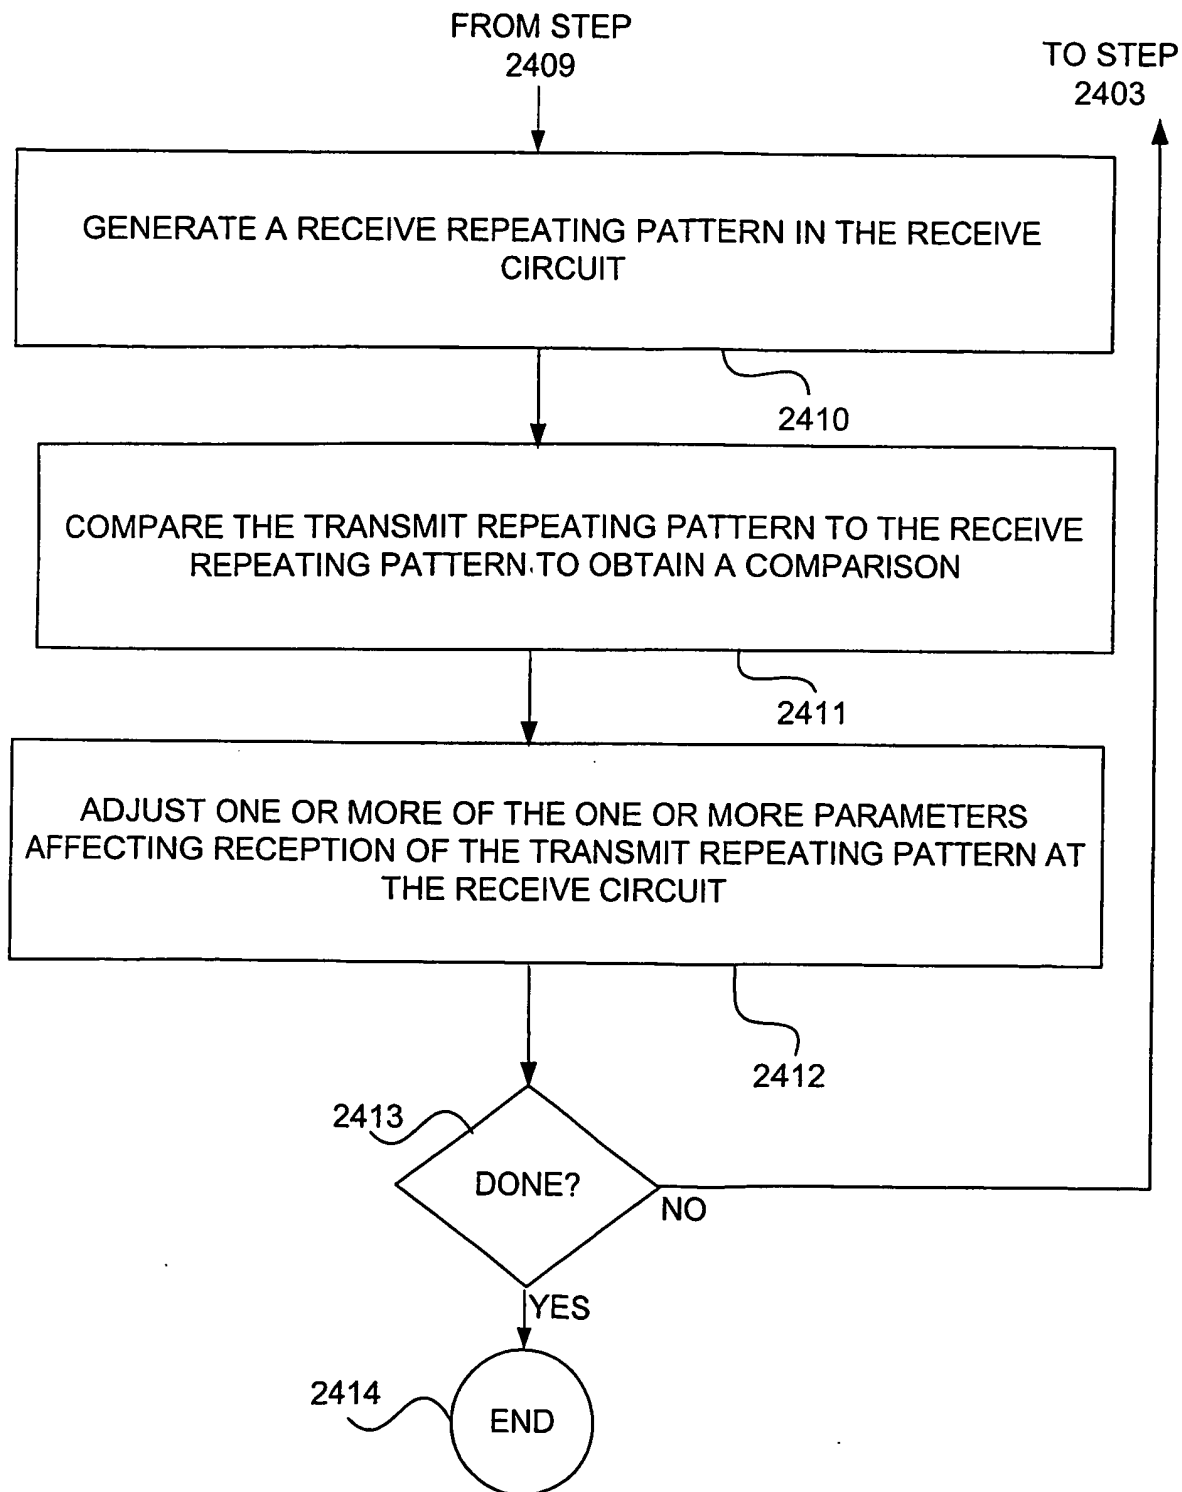 FROM STEP
2409
TO STEP
2403
GENERATE A RECEIVE REPEATING PATTERN IN THE RECEIVE
CIRCUIT
2410
COMPARE THE TRANSMIT REPEATING PATTERN TO THE RECEIVE
REPEATING PATTERN TO OBTAIN A COMPARISON
2411
ADJUST ONE OR MORE OF THE ONE OR MORE PARAMETERS
AFFECTING RECEPTION OF THE TRANSMIT REPEATING PATTERN AT
THE RECEIVE CIRCUIT
2412
2413
DONE?
NO
YES
2414
END